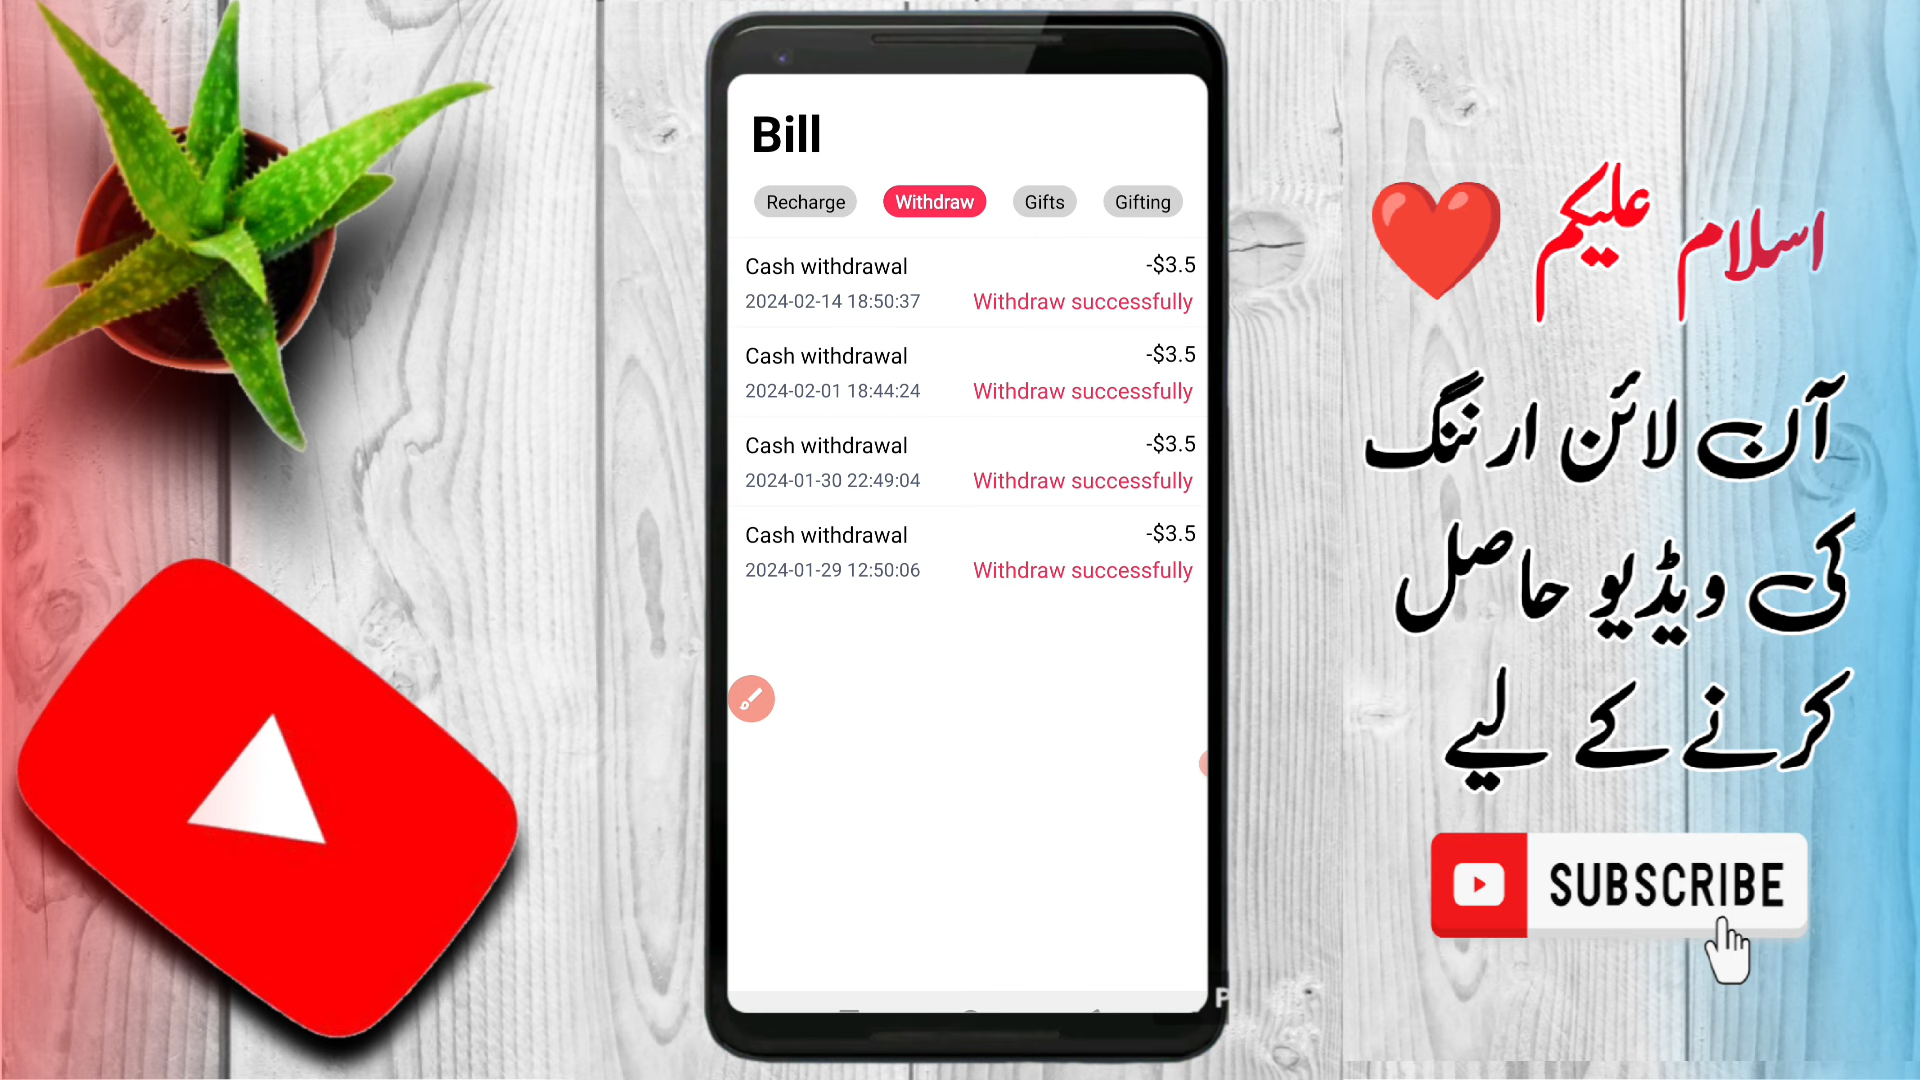 Bill
Recharge Withdraw Gifts Gifting
Cash withdrawal -$3.5
2024-02-14 18:50:37 Withdraw successfully
Cash withdrawal -$3.5
2024-02-01 18:44:24 Withdraw successfully
Cash withdrawal -$3.5
2024-01-30 22:49:04 Withdraw successfully
Cash withdrawal -$3.5
2024-01-29 12:50:06 Withdraw successfully
P
اسلام علیکم
آن لائن ارننگ
کی ویڈیو حاصل
کرنے کے لیے
SUBSCRIBE